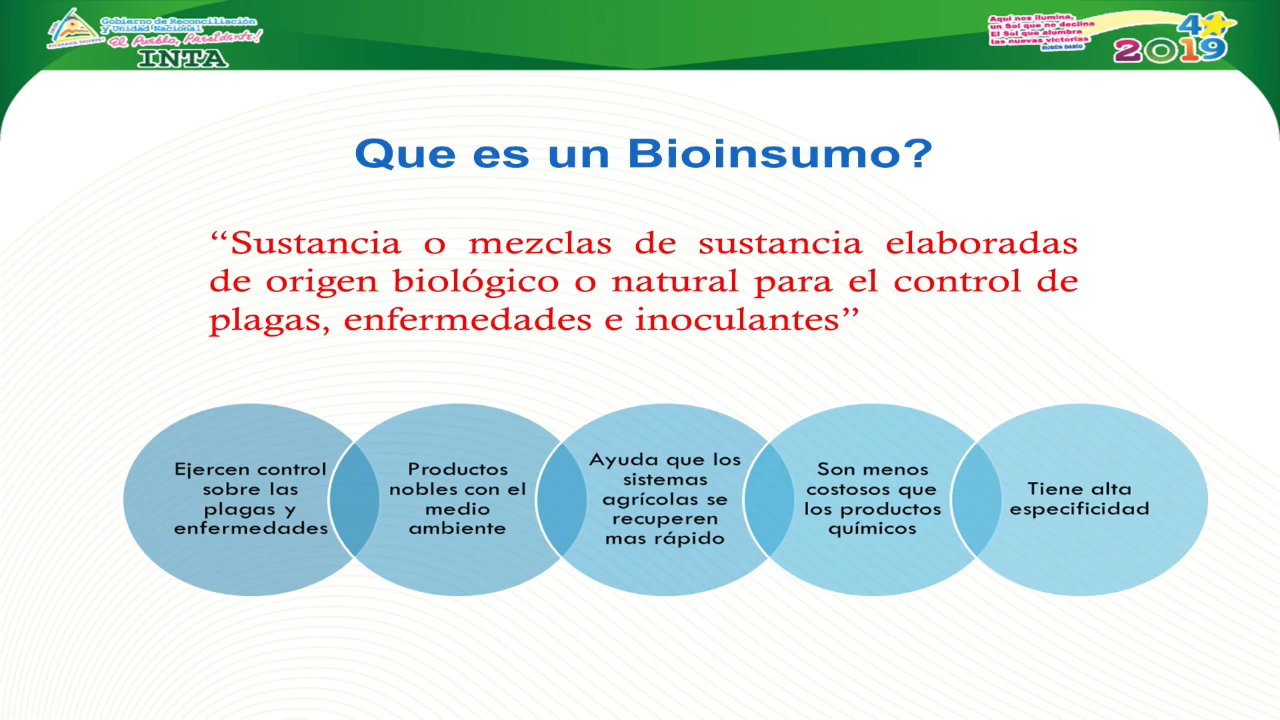 Gobierno de Reconciliación
y Unidad Nacional
El Pueblo, Presidente!
INTA
Aquí nos ilumina,
un Sol que no declina
El Sol que alumbra
las nuevas victorias
RUBÉN DARÍO
40
2019
Que es un Bioinsumo?
“Sustancia o mezclas de sustancia elaboradas
de origen biológico o natural para el control de
plagas, enfermedades e inoculantes”
Ejercen control
sobre las
plagas y
enfermedades
Productos
nobles con el
medio
ambiente
Ayuda que los
sistemas
agrícolas se
recuperen
mas rápido
Son menos
costosos que
los productos
químicos
Tiene alta
especificidad